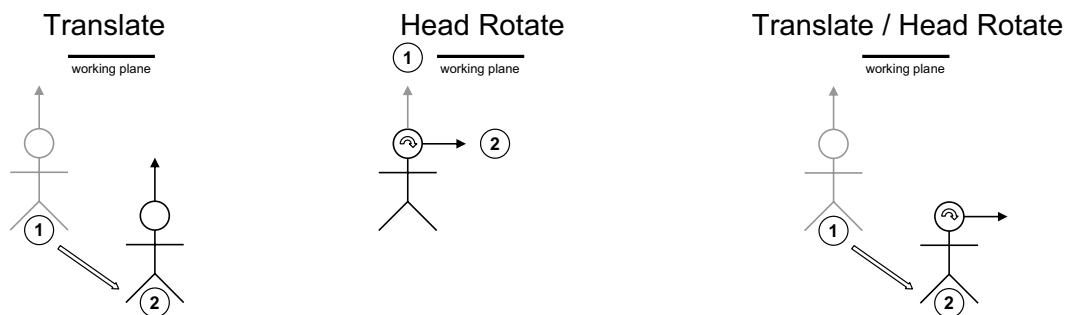 Translate
working plane
1
2
Head Rotate
1
working plane
2
Translate / Head Rotate
working plane
1
2